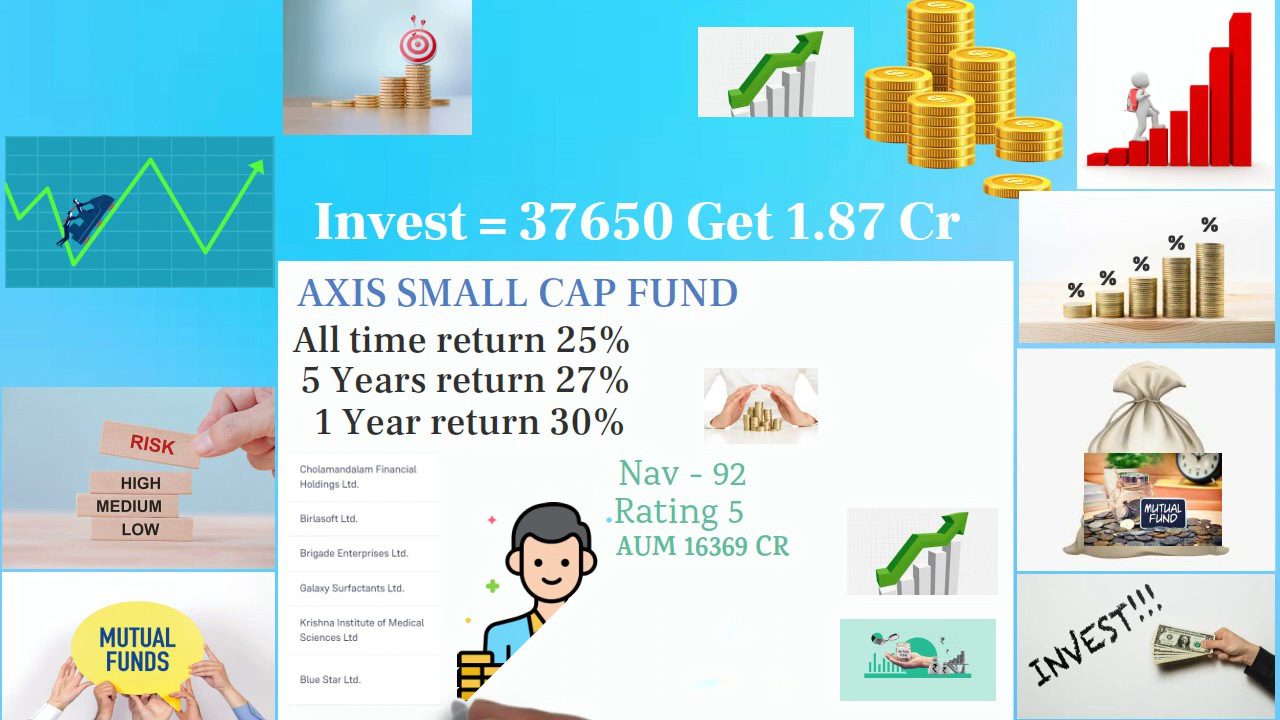 Invest = 37650 Get 1.87 Cr
AXIS SMALL CAP FUND
All time return 25%
5 Years return 27%
1 Year return 30%
Cholamandalam Financial
Holdings Ltd.
Birlasoft Ltd.
Brigade Enterprises Ltd.
Galaxy Surfactants Ltd.
Krishna Institute of Medical
Sciences Ltd
Blue Star Ltd.
Nav - 92
Rating 5
AUM 16369 CR
RISK
HIGH
MEDIUM
LOW
MUTUAL
FUNDS
% % % % %
MUTUAL
FUND
INVEST!!!